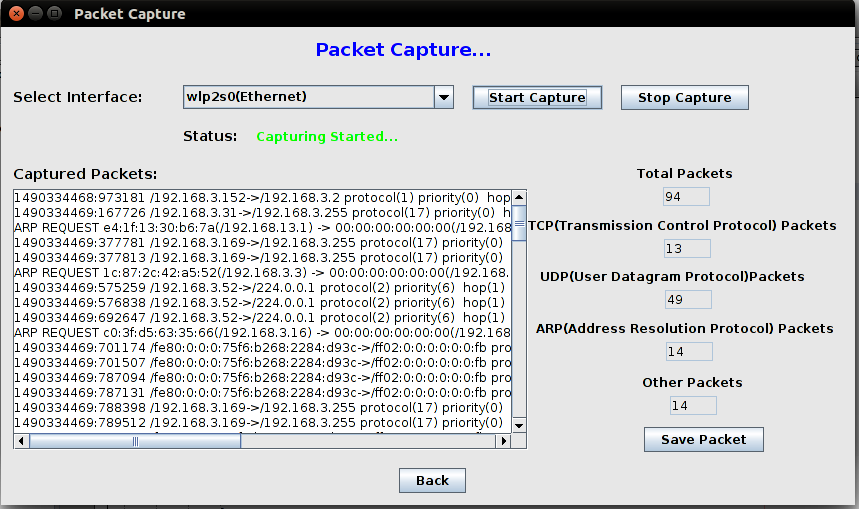 Packet Capture
Packet Capture...
Select Interface: wlp2s0(Ethernet) Start Capture Stop Capture
Status: Capturing Started...
Captured Packets:
1490334468:973181 /192.168.3.152->/192.168.3.2 protocol(1) priority(0) hop
1490334469:167726 /192.168.3.31->/192.168.3.255 protocol(17) priority(0) h
ARP REQUEST e4:1f:13:30:b6:7a(/192.168.13.1) -> 00:00:00:00:00:00(/192.168
1490334469:377781 /192.168.3.169->/192.168.3.255 protocol(17) priority(0)
1490334469:377813 /192.168.3.169->/192.168.3.255 protocol(17) priority(0)
ARP REQUEST 1c:87:2c:42:a5:52(/192.168.3.3) -> 00:00:00:00:00:00(/192.168.
1490334469:575259 /192.168.3.52->/224.0.0.1 protocol(2) priority(6) hop(1)
1490334469:576838 /192.168.3.52->/224.0.0.1 protocol(2) priority(6) hop(1)
1490334469:692647 /192.168.3.52->/224.0.0.1 protocol(2) priority(6) hop(1)
ARP REQUEST c0:3f:d5:63:35:66(/192.168.3.16) -> 00:00:00:00:00:00(/192.168
1490334469:701174 /fe80:0:0:0:75f6:b268:2284:d93c->/ff02:0:0:0:0:0:0:fb pro
1490334469:701507 /fe80:0:0:0:75f6:b268:2284:d93c->/ff02:0:0:0:0:0:0:fb pro
1490334469:787094 /fe80:0:0:0:75f6:b268:2284:d93c->/ff02:0:0:0:0:0:0:fb pro
1490334469:787131 /fe80:0:0:0:75f6:b268:2284:d93c->/ff02:0:0:0:0:0:0:fb pro
1490334469:788398 /192.168.3.169->/192.168.3.255 protocol(17) priority(0)
1490334469:789512 /192.168.3.169->/192.168.3.255 protocol(17) priority(0)
Total Packets
94
TCP(Transmission Control Protocol) Packets
13
UDP(User Datagram Protocol)Packets
49
ARP(Address Resolution Protocol) Packets
14
Other Packets
14
Save Packet
Back